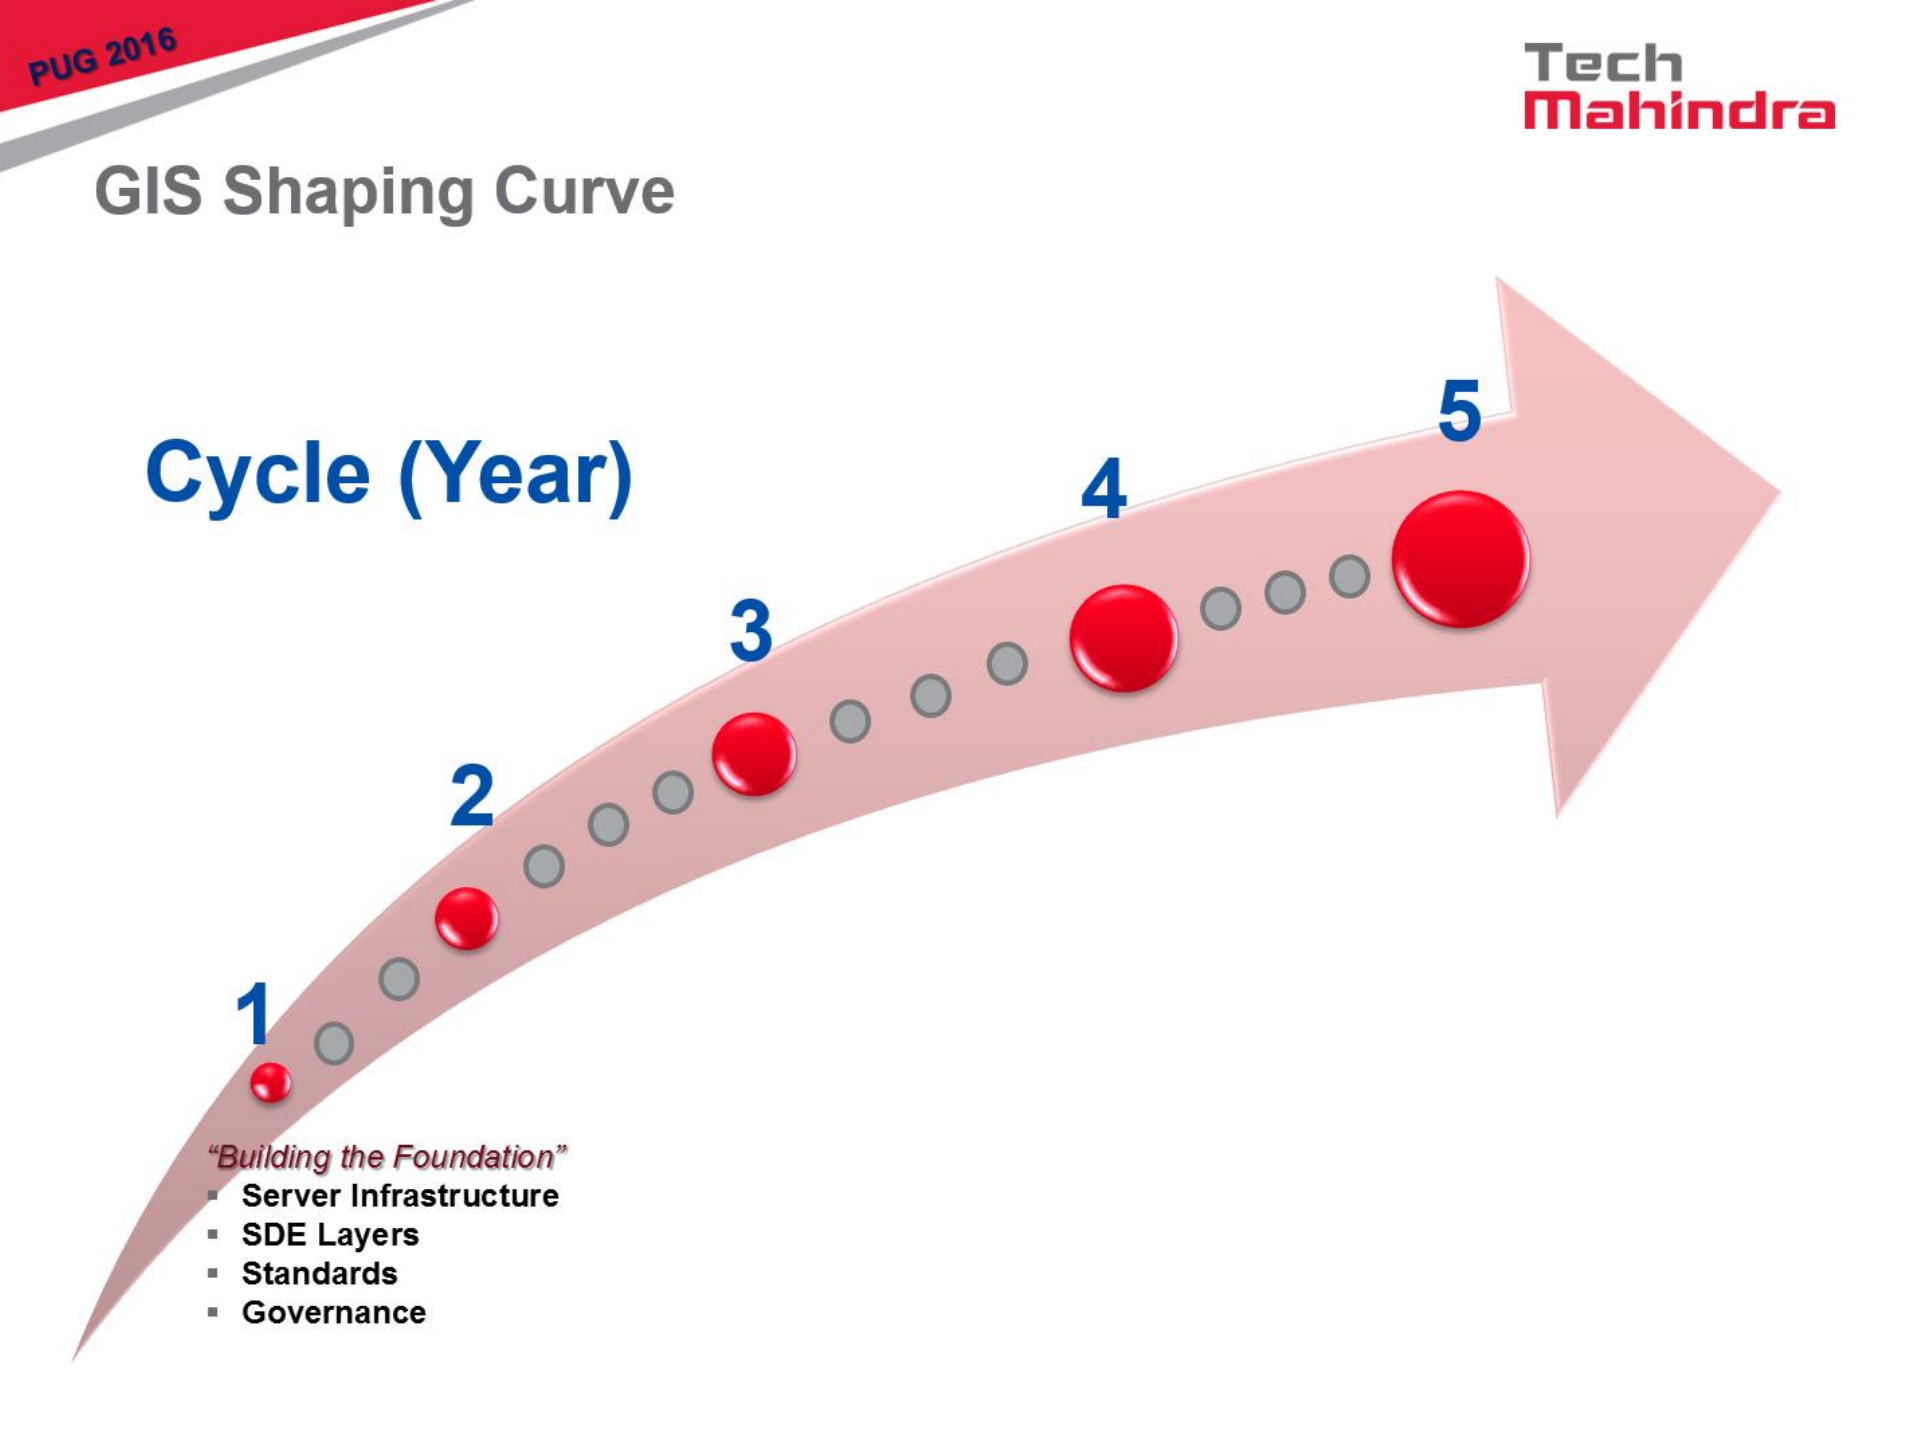 PUG 2016
Tech
Mahindra
GIS Shaping Curve
Cycle (Year)
5
4
3
2
1
“Building the Foundation”
▪ Server Infrastructure
▪ SDE Layers
▪ Standards
▪ Governance